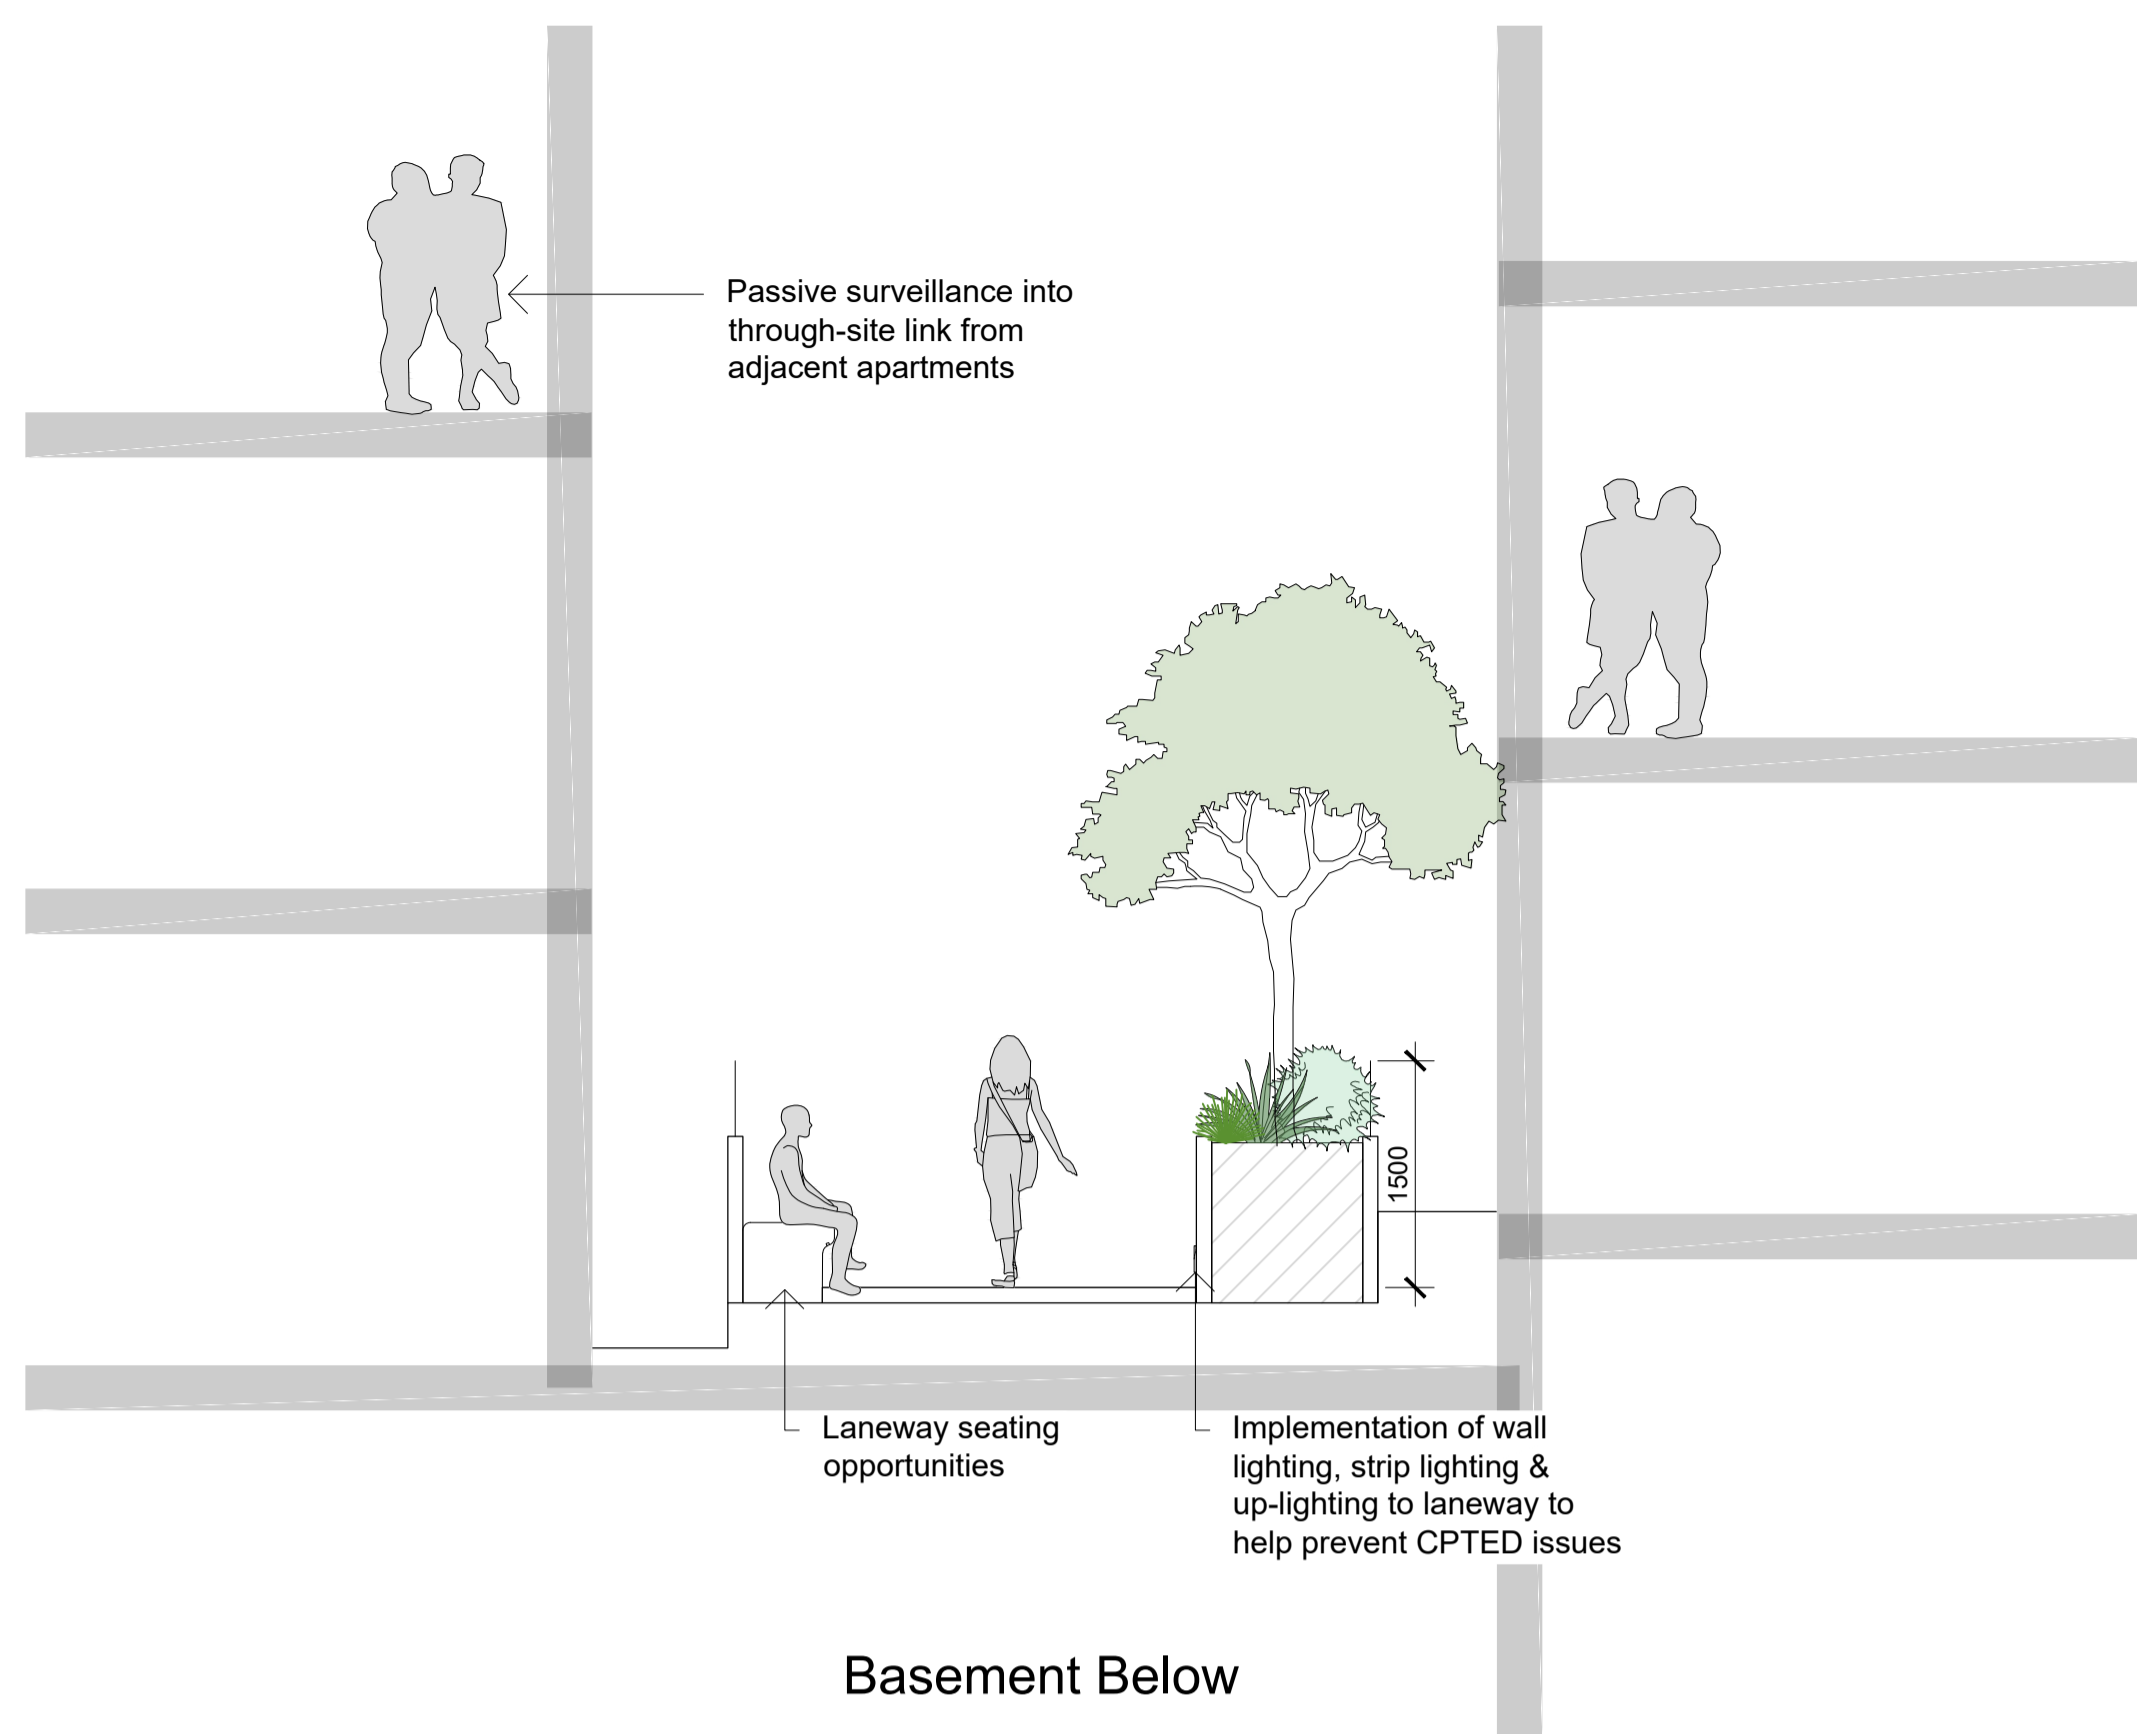 Passive surveillance into
through-site link from
adjacent apartments
1500
Laneway seating
opportunities
Implementation of wall
lighting, strip lighting &
up-lighting to laneway to
help prevent CPTED issues
Basement Below